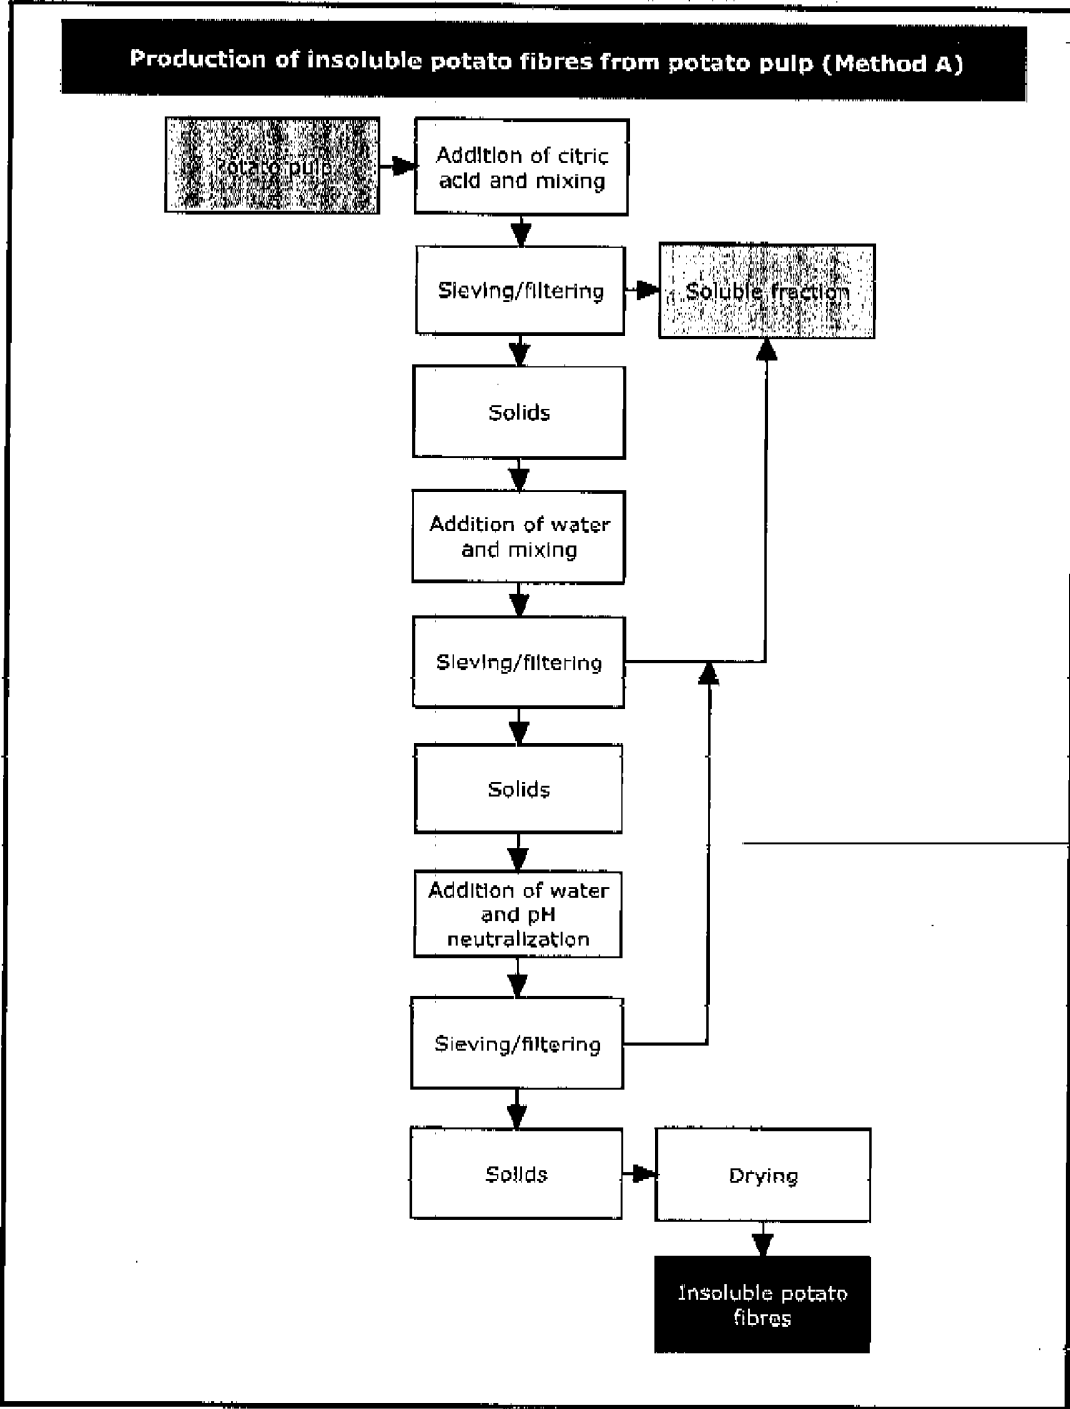 Production of insoluble potato fibres from potato pulp (Method A)
Potato pulp
Addition of citric
acid and mixing
Sieving/filtering
Soluble fraction
Solids
Addition of water
and mixing
Sieving/filtering
Solids
Addition of water
and pH
neutralization
Sieving/filtering
Solids
Drying
Insoluble potato
fibres